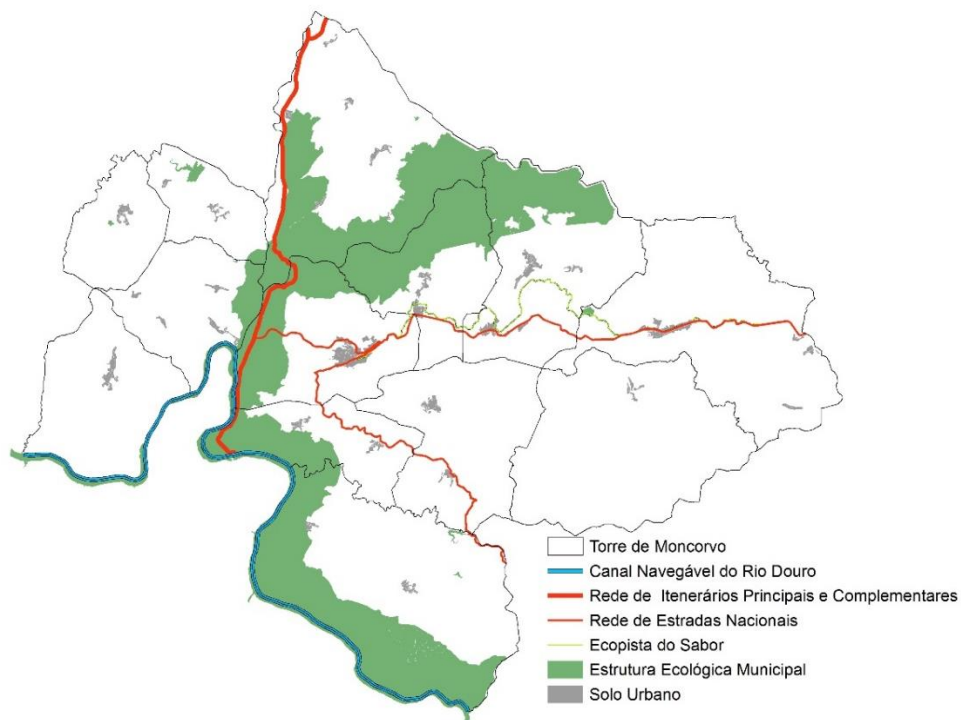 Torre de Moncorvo
Canal Navegável do Rio Douro
Rede de Itenerários Principais e Complementares
Rede de Estradas Nacionais
Ecopista do Sabor
Estrutura Ecológica Municipal
Solo Urbano